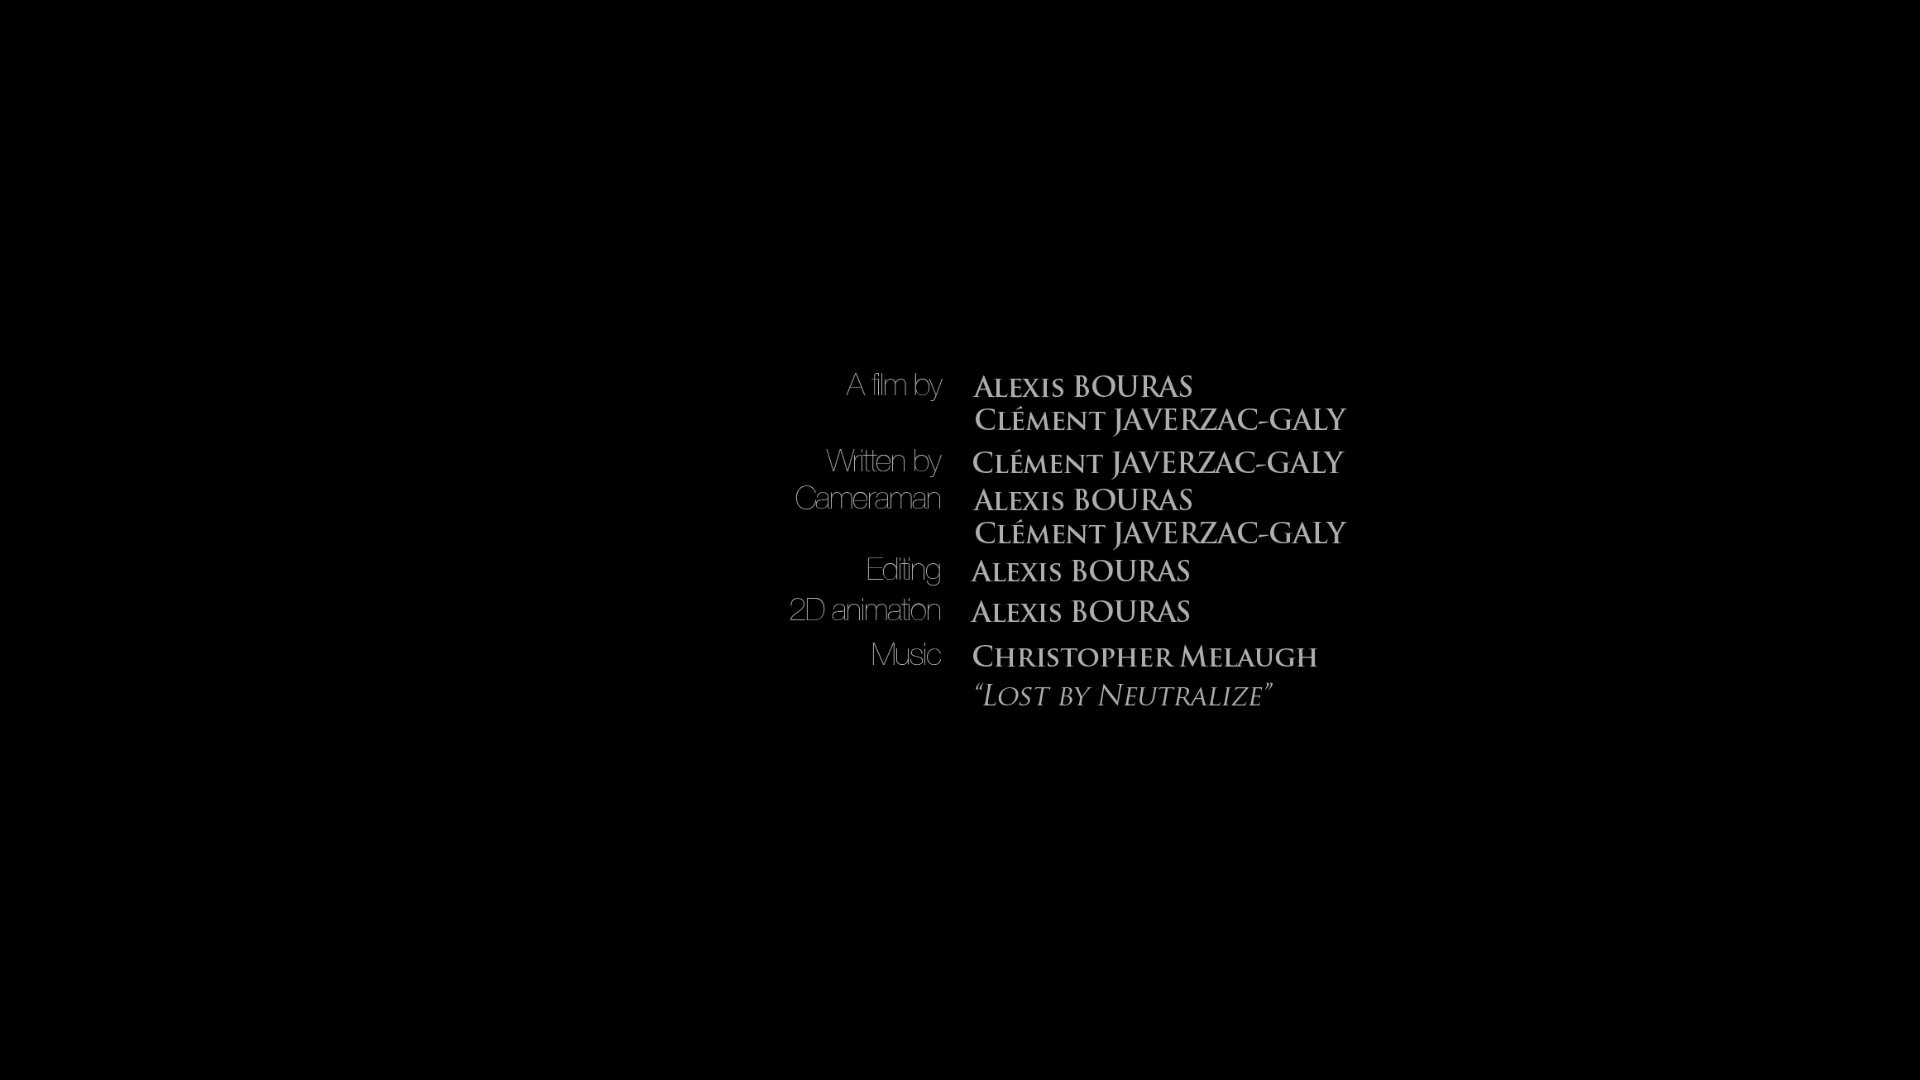 A film by Alexis BOURAS
Clément JAVERZAC-GALY
Written by Clément JAVERZAC-GALY
Cameraman Alexis BOURAS
Clément JAVERZAC-GALY
Editing Alexis BOURAS
2D animation Alexis BOURAS
Music Christopher Melaugh
“Lost by Neutralize”